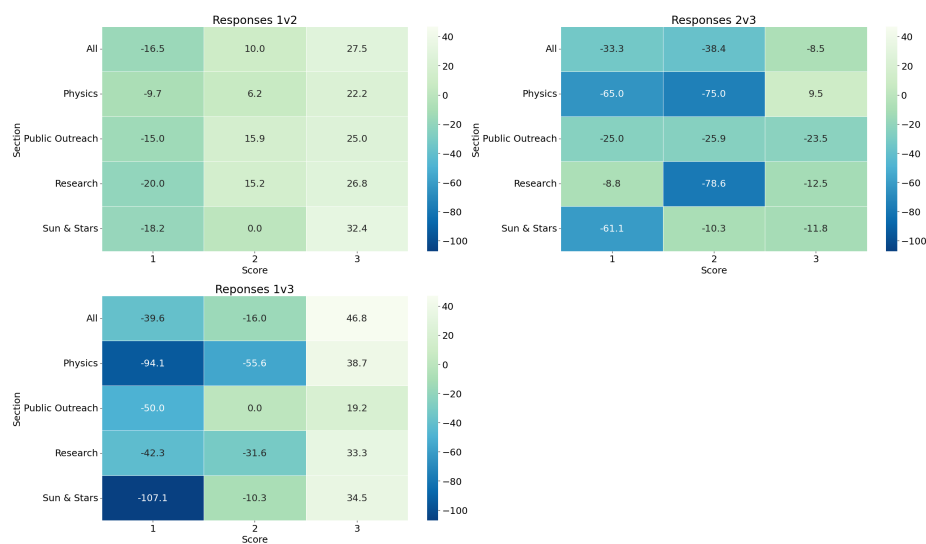 Responses 1v2
Section
All -16.5 10.0 27.5
Physics -9.7 6.2 22.2
Public Outreach -15.0 15.9 25.0
Research -20.0 15.2 26.8
Sun & Stars -18.2 0.0 32.4
1 2 3
Score
40
20
0
−20
−40
−60
−80
−100
Responses 2v3
Section
All -33.3 -38.4 -8.5
Physics -65.0 -75.0 9.5
Public Outreach -25.0 -25.9 -23.5
Research -8.8 -78.6 -12.5
Sun & Stars -61.1 -10.3 -11.8
1 2 3
Score
40
20
0
−20
−40
−60
−80
−100
Reponses 1v3
Section
All -39.6 -16.0 46.8
Physics -94.1 -55.6 38.7
Public Outreach -50.0 0.0 19.2
Research -42.3 -31.6 33.3
Sun & Stars -107.1 -10.3 34.5
1 2 3
Score
40
20
0
−20
−40
−60
−80
−100